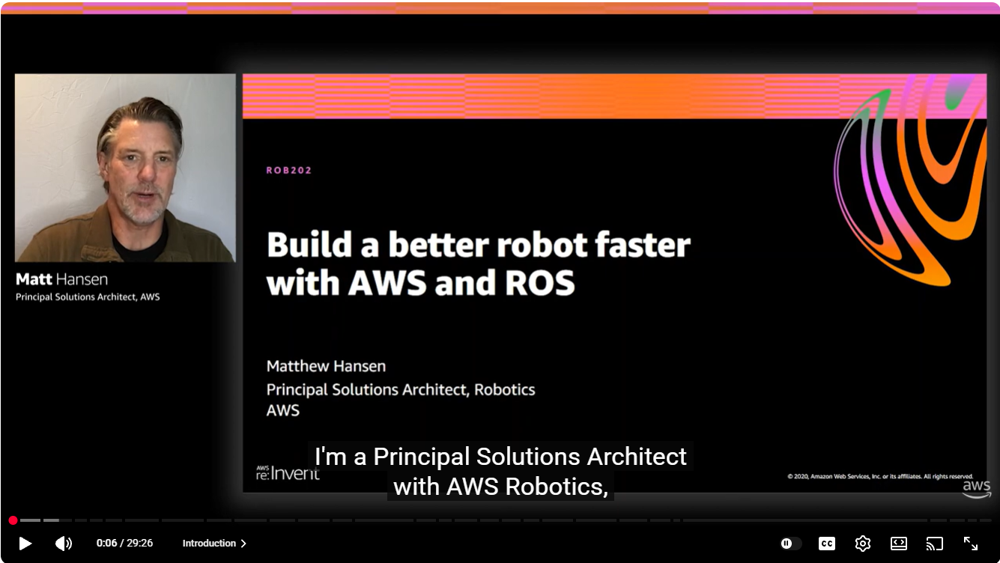 ROB202
Build a better robot faster
with AWS and ROS
Matt Hansen
Principal Solutions Architect, AWS
Matthew Hansen
Principal Solutions Architect, Robotics
AWS
I'm a Principal Solutions Architect
with AWS Robotics,
AWS
re:Invent
© 2020, Amazon Web Services, Inc. or its affiliates. All rights reserved.
aws
0:06 / 29:26
Introduction
CC